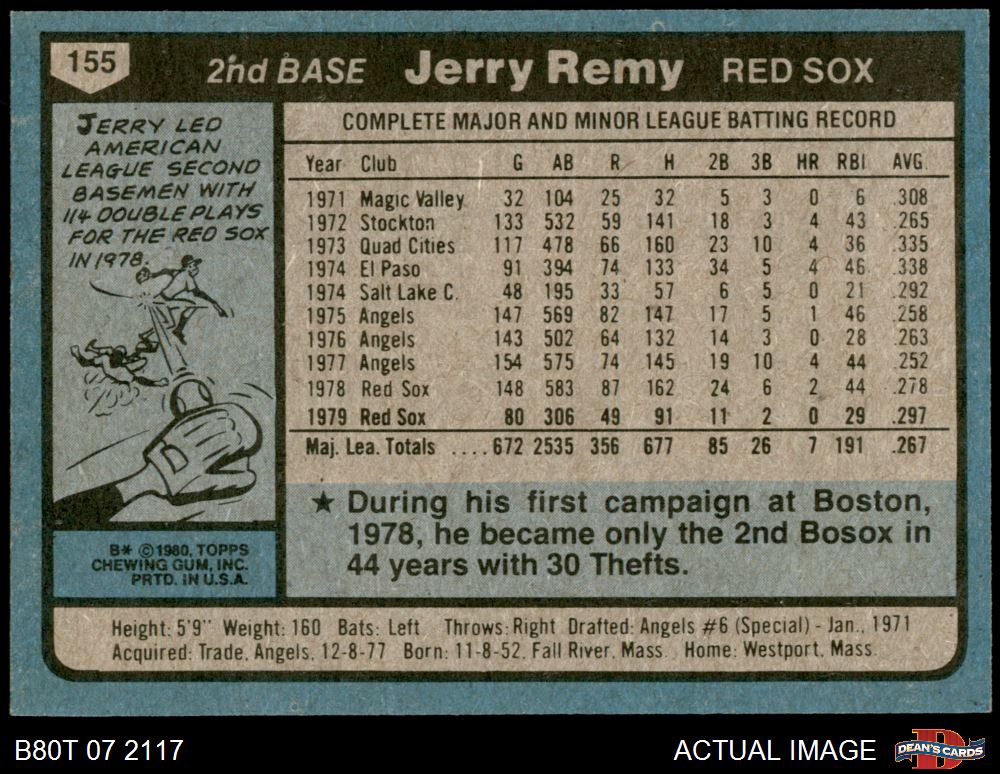 155 2nd BASE Jerry Remy RED SOX
JERRY LED
AMERICAN
LEAGUE SECOND
BASEMEN WITH
114 DOUBLE PLAYS
FOR THE RED SOX
IN 1978.
B* ©1980, TOPPS
CHEWING GUM, INC.
PRTD. IN U.S.A.
COMPLETE MAJOR AND MINOR LEAGUE BATTING RECORD
Year Club G AB R H 2B 3B HR RBI AVG.
1971 Magic Valley 32 104 25 32 5 3 0 6 .308
1972 Stockton 133 532 59 141 18 3 4 43 .265
1973 Quad Cities 117 478 66 160 23 10 4 36 .335
1974 El Paso 91 394 74 133 34 5 4 46 .338
1974 Salt Lake C. 48 195 33 57 6 5 0 21 .292
1975 Angels 147 569 82 147 17 5 1 46 .258
1976 Angels 143 502 64 132 14 3 0 28 .263
1977 Angels 154 575 74 145 19 10 4 44 .252
1978 Red Sox 148 583 87 162 24 6 2 44 .278
1979 Red Sox 80 306 49 91 11 2 0 29 .297
Maj. Lea. Totals ....672 2535 356 677 85 26 7 191 .267
★ During his first campaign at Boston,
1978, he became only the 2nd Bosox in
44 years with 30 Thefts.
Height: 5'9" Weight: 160 Bats: Left Throws: Right Drafted: Angels #6 (Special) - Jan., 1971
Acquired: Trade, Angels, 12-8-77 Born: 11-8-52, Fall River, Mass. Home: Westport, Mass.
B80T 07 2117 ACTUAL IMAGE D DEAN'S CARDS